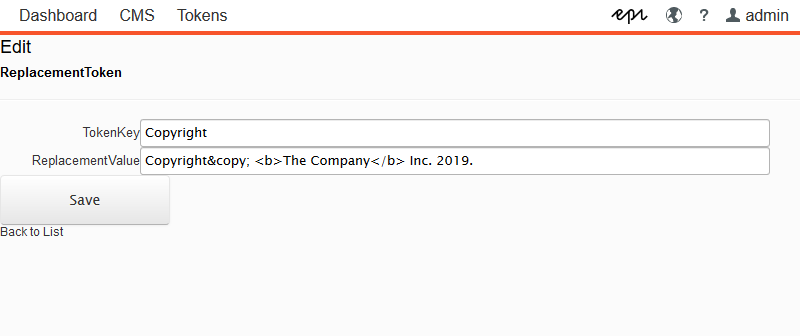 Dashboard CMS Tokens epi ? admin
Edit
ReplacementToken
TokenKey Copyright
ReplacementValue Copyright&copy; <b>The Company</b> Inc. 2019.
Save
Back to List